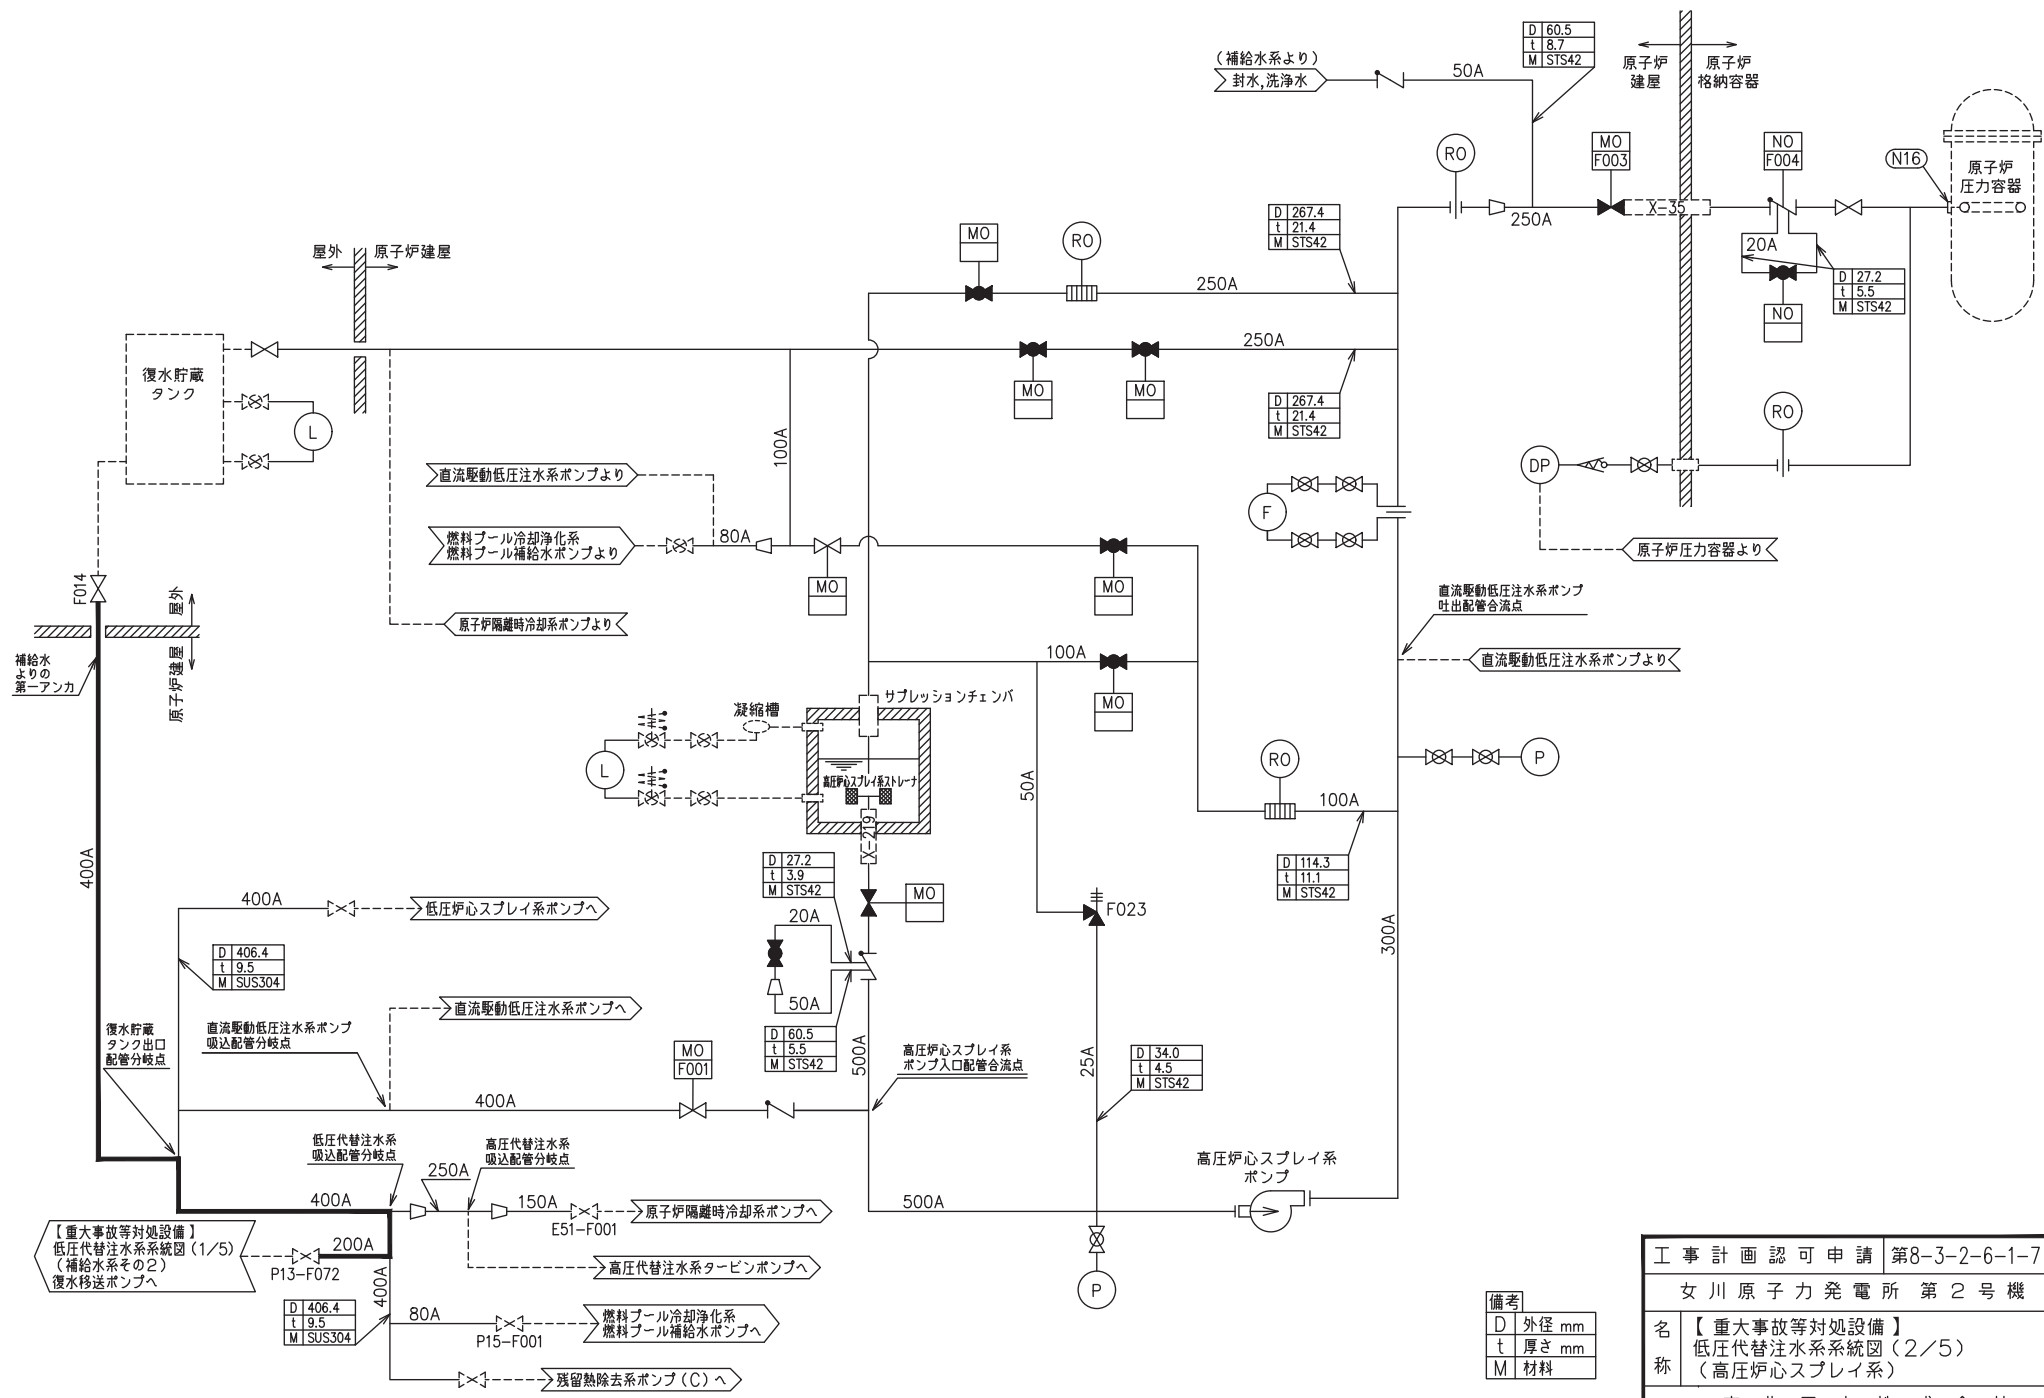 (補給水系より)
封水,洗浄水
50A
D 60.5
t 8.7
M STS42
原子炉
建屋
原子炉
格納容器
RO
MO
F003
NO
F004
N16
原子炉
圧力容器
250A
X-35
20A
D 27.2
t 5.5
M STS42
NO
RO
DP
原子炉圧力容器より
屋外
原子炉建屋
MO
RO
250A
D 267.4
t 21.4
M STS42
250A
MO
MO
D 267.4
t 21.4
M STS42
復水貯蔵
タンク
L
100A
直流駆動低圧注水系ポンプより
燃料プール冷却浄化系
燃料プール補給水ポンプより
80A
MO
MO
原子炉隔離時冷却系ポンプより
F
直流駆動低圧注水系ポンプ
吐出配管合流点
直流駆動低圧注水系ポンプより
F014
屋外
原子炉建屋
補給水
よりの
第一アンカ
100A
MO
サプレッションチェンバ
凝縮槽
L
高圧炉心スプレイ系ストレーナ
X-219
50A
RO
P
100A
D 114.3
t 11.1
M STS42
300A
400A
D 27.2
t 3.9
M STS42
MO
F023
20A
50A
D 60.5
t 5.5
M STS42
500A
400A
低圧炉心スプレイ系ポンプへ
D 406.4
t 9.5
M SUS304
直流駆動低圧注水系ポンプへ
復水貯蔵
タンク出口
配管分岐点
直流駆動低圧注水系ポンプ
吸込配管分岐点
MO
F001
400A
高圧炉心スプレイ系
ポンプ入口配管合流点
25A
D 34.0
t 4.5
M STS42
低圧代替注水系
吸込配管分岐点
高圧代替注水系
吸込配管分岐点
400A
250A
150A
E51-F001
原子炉隔離時冷却系ポンプへ
500A
高圧炉心スプレイ系
ポンプ
P
【重大事故等対処設備】
低圧代替注水系系統図(1/5)
(補給水系その2)
復水移送ポンプへ
P13-F072
200A
高圧代替注水系タービンポンプへ
400A
D 406.4
t 9.5
M SUS304
80A
P15-F001
燃料プール冷却浄化系
燃料プール補給水ポンプへ
残留熱除去系ポンプ(C)へ
備考
D 外径 mm
t 厚さ mm
M 材料
工事計画認可申請 第8-3-2-6-1-7
女川原子力発電所 第2号機
名称
【重大事故等対処設備】
低圧代替注水系系統図(2/5)
(高圧炉心スプレイ系)